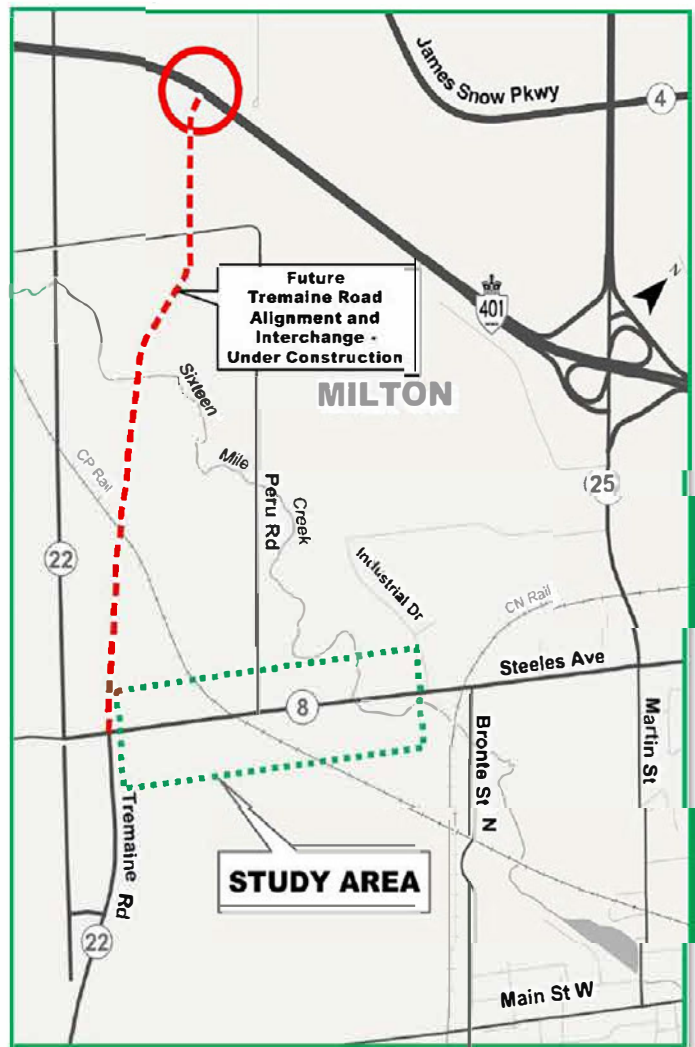 James Snow Pkwy
4
N
401
Future
Tremaine Road
Alignment and
Interchange -
Under Construction
MILTON
Sixteen
Mile
Creek
CP Rail
Peru Rd
25
22
Industrial Dr
CN Rail
Steeles Ave
8
Bronte St N
Martin St
Tremaine Rd
STUDY AREA
22
Main St W